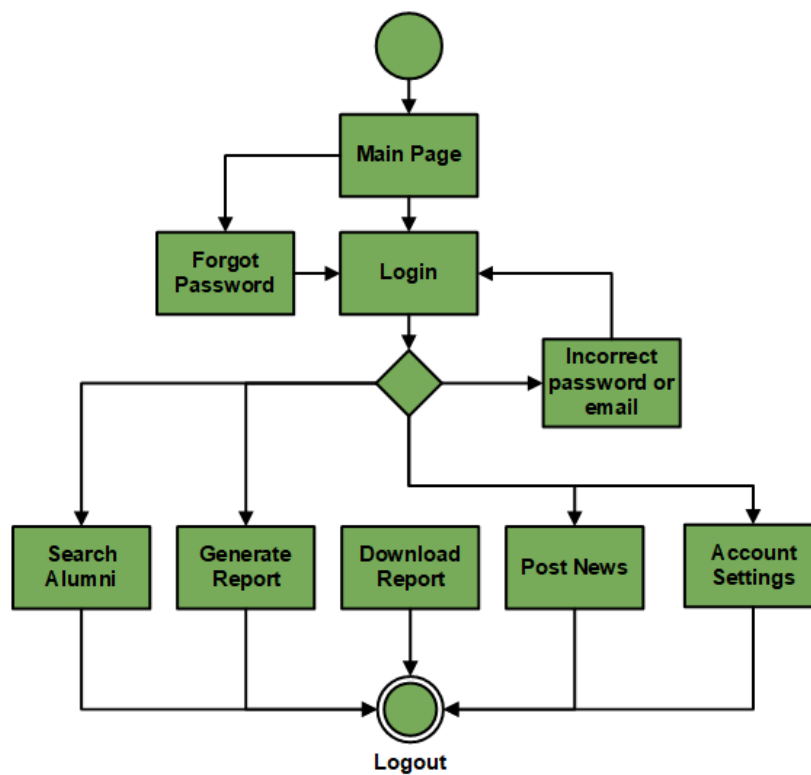 Main Page
Forgot
Password
Login
Incorrect
password or
email
Search
Alumni
Generate
Report
Download
Report
Post News
Account
Settings
Logout